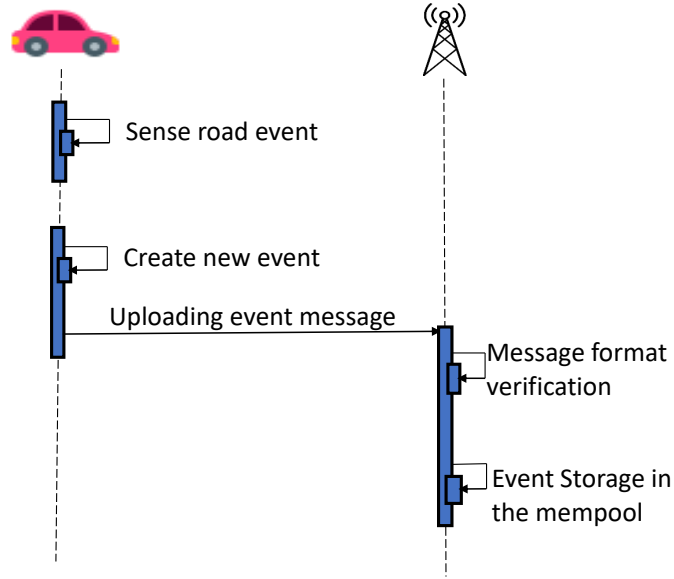 Sense road event
Create new event
Uploading event message
Message format
verification
Event Storage in
the mempool